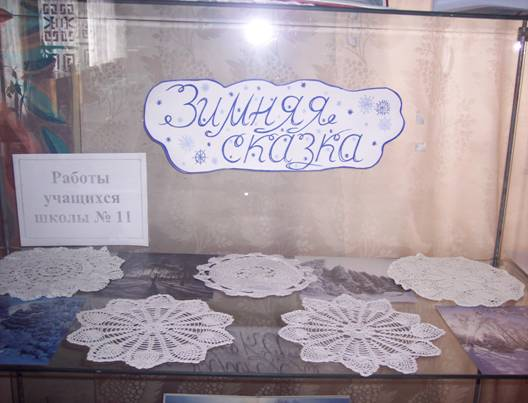 Зимняя
сказка
Работы
учащихся
школы № 11